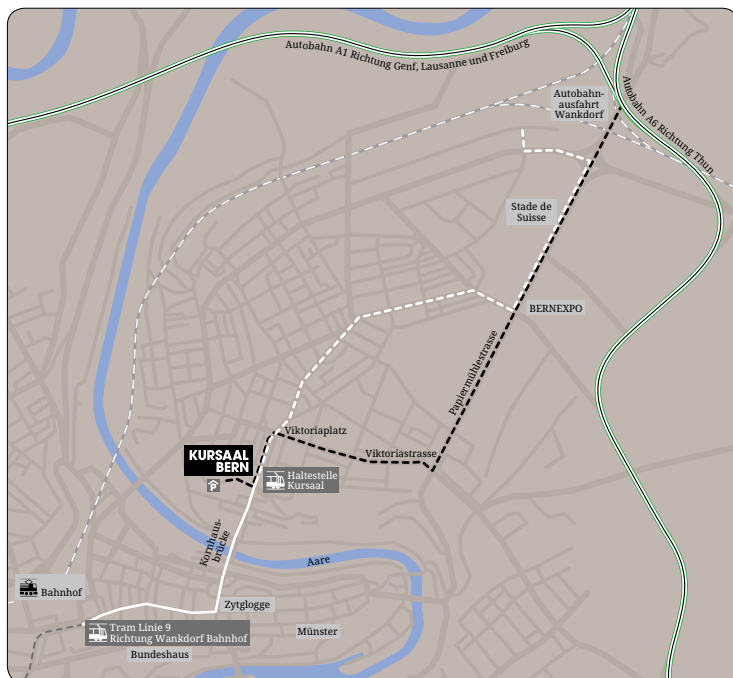 Autobahn A1 Richtung Genf, Lausanne und Freiburg
Autobahn-
ausfahrt
Wankdorf
Autobahn A6 Richtung Thun
Stade de
Suisse
BERNEXPO
Papiermühlestrasse
Viktoriaplatz
Viktoriastrasse
KURSAAL
BERN
P
Haltestelle
Kursaal
Kornhaus-
brücke
Aare
Bahnhof
Zytglogge
Tram Linie 9
Richtung Wankdorf Bahnhof
Münster
Bundeshaus